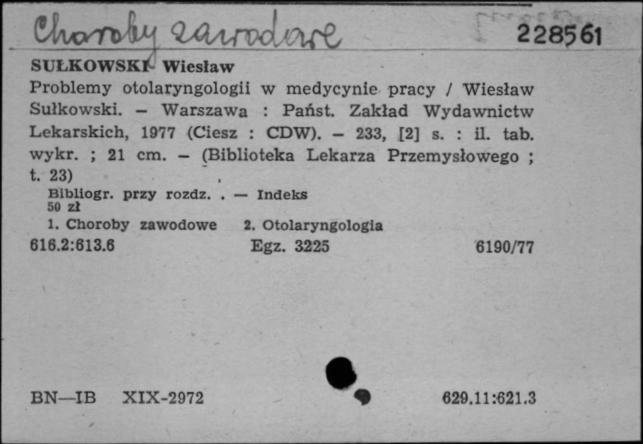 Choroby zawodowe
228561
SUŁKOWSKI Wiesław
Problemy otolaryngologii w medycynie pracy / Wiesław
Sułkowski. — Warszawa : Państ. Zakład Wydawnictw
Lekarskich, 1977 (Ciesz : CDW). — 233, [2] s. : il. tab.
wykr. ; 21 cm. — (Biblioteka Lekarza Przemysłowego ;
t. 23)
Bibliogr. przy rozdz. . — Indeks
50 zł
1. Choroby zawodowe 2. Otolaryngologia
616.2:613.6 Egz. 3225 6190/77
BN—IB XIX-2972 629.11:621.3